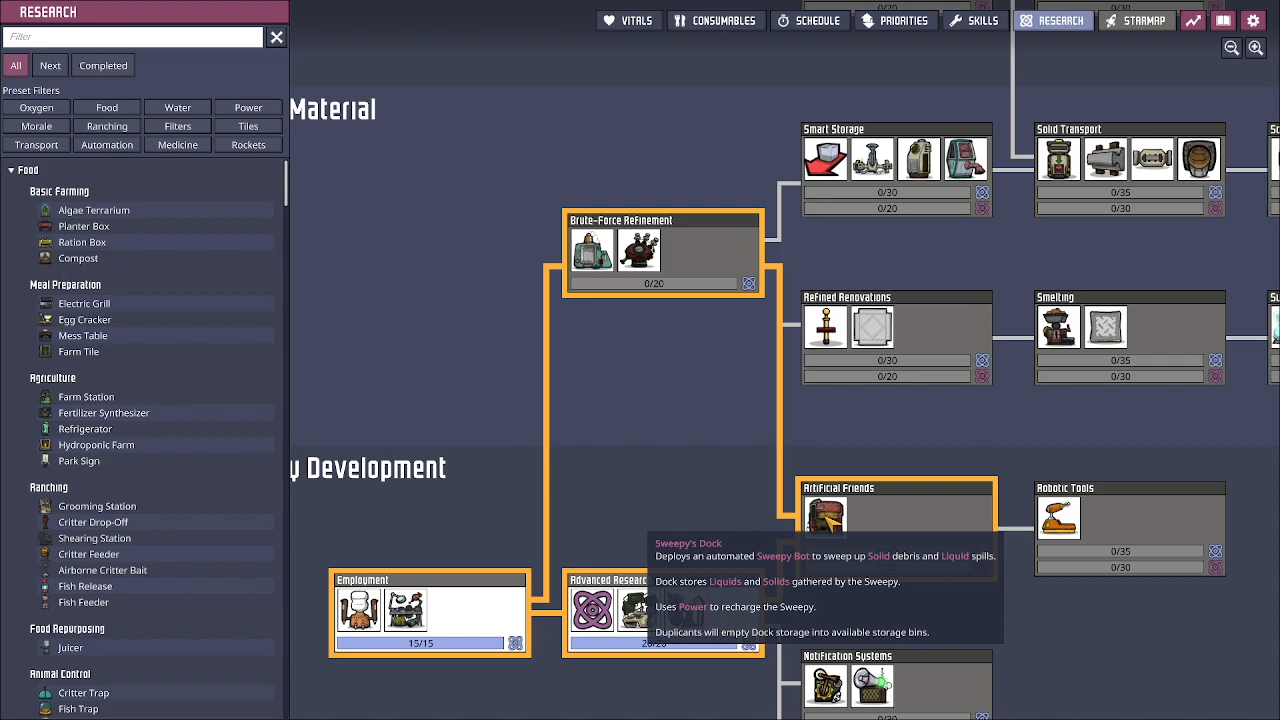 RESEARCH
VITALS
CONSUMABLES
SCHEDULE
PRIORITIES
SKILLS
RESEARCH
STARMAP
Filter
All
Next
Completed
Preset Filters
Oxygen
Food
Water
Power
Morale
Ranching
Filters
Tiles
Transport
Automation
Medicine
Rockets
Food
Basic Farming
Algae Terrarium
Planter Box
Ration Box
Compost
Meal Preparation
Electric Grill
Egg Cracker
Mess Table
Farm Tile
Agriculture
Farm Station
Fertilizer Synthesizer
Refrigerator
Hydroponic Farm
Park Sign
Ranching
Grooming Station
Critter Drop-Off
Shearing Station
Critter Feeder
Airborne Critter Bait
Fish Release
Fish Feeder
Food Repurposing
Juicer
Animal Control
Critter Trap
Fish Trap
Material
Smart Storage
0/30
0/20
Solid Transport
0/35
0/30
Brute-Force Refinement
0/20
Refined Renovations
0/30
0/20
Smelting
0/35
0/30
y Development
Artificial Friends
Robotic Tools
0/35
0/30
Sweepy's Dock
Deploys an automated Sweepy Bot to sweep up Solid debris and Liquid spills.
Dock stores Liquids and Solids gathered by the Sweepy.
Uses Power to recharge the Sweepy.
Duplicants will empty Dock storage into available storage bins.
Employment
15/15
Advanced Researc
20/20
Notification Systems